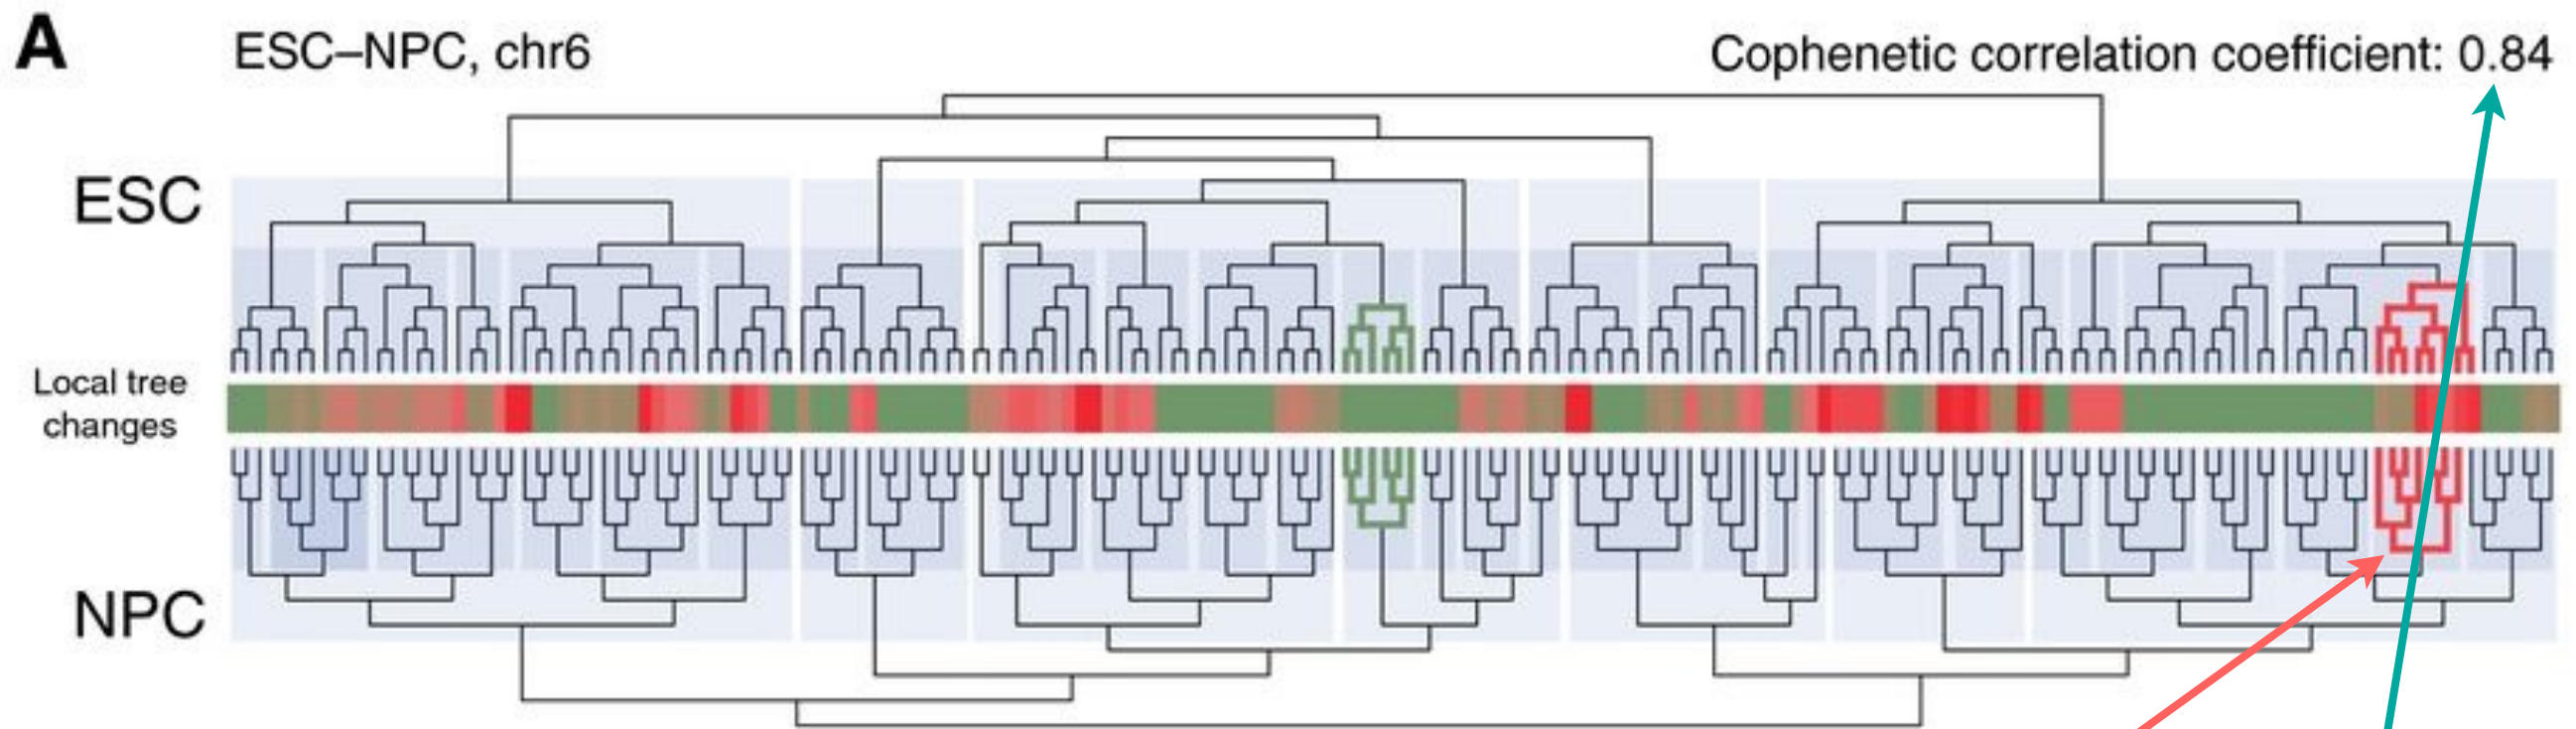 A
ESC–NPC, chr6
Cophenetic correlation coefficient: 0.84
ESC
Local tree
changes
NPC